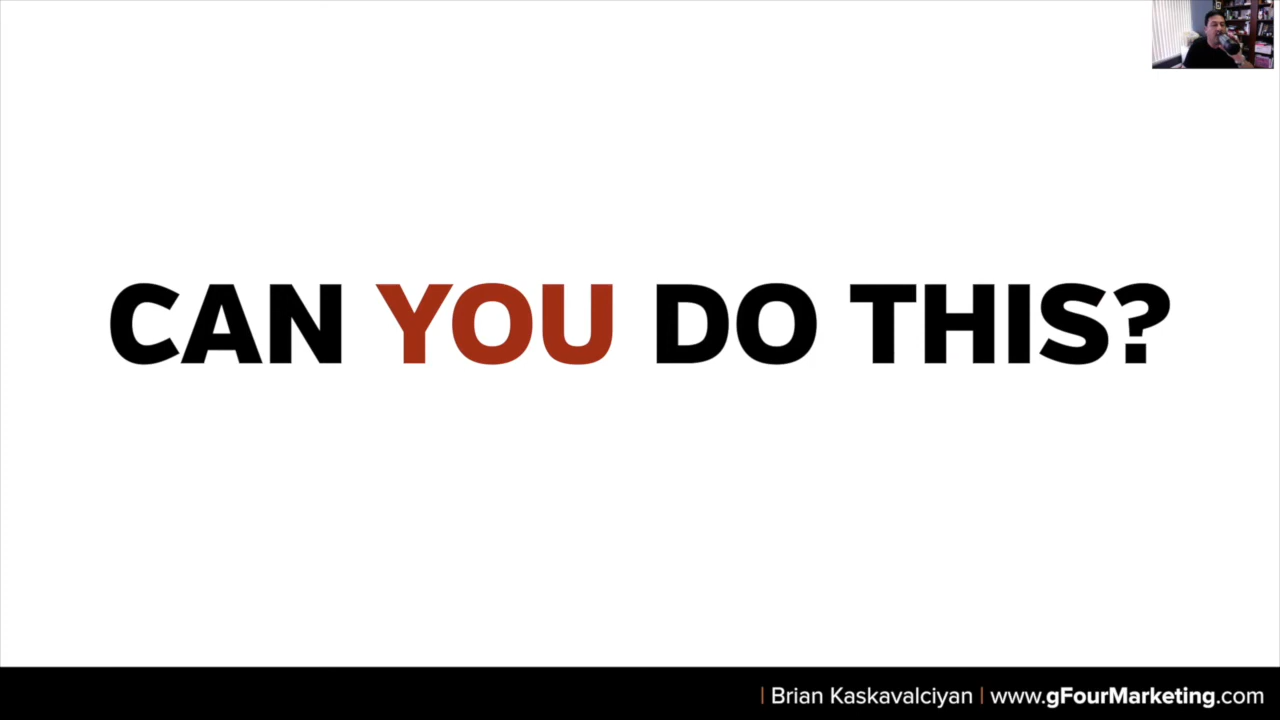 CAN YOU DO THIS?
| Brian Kaskavalciyan | www.gFourMarketing.com